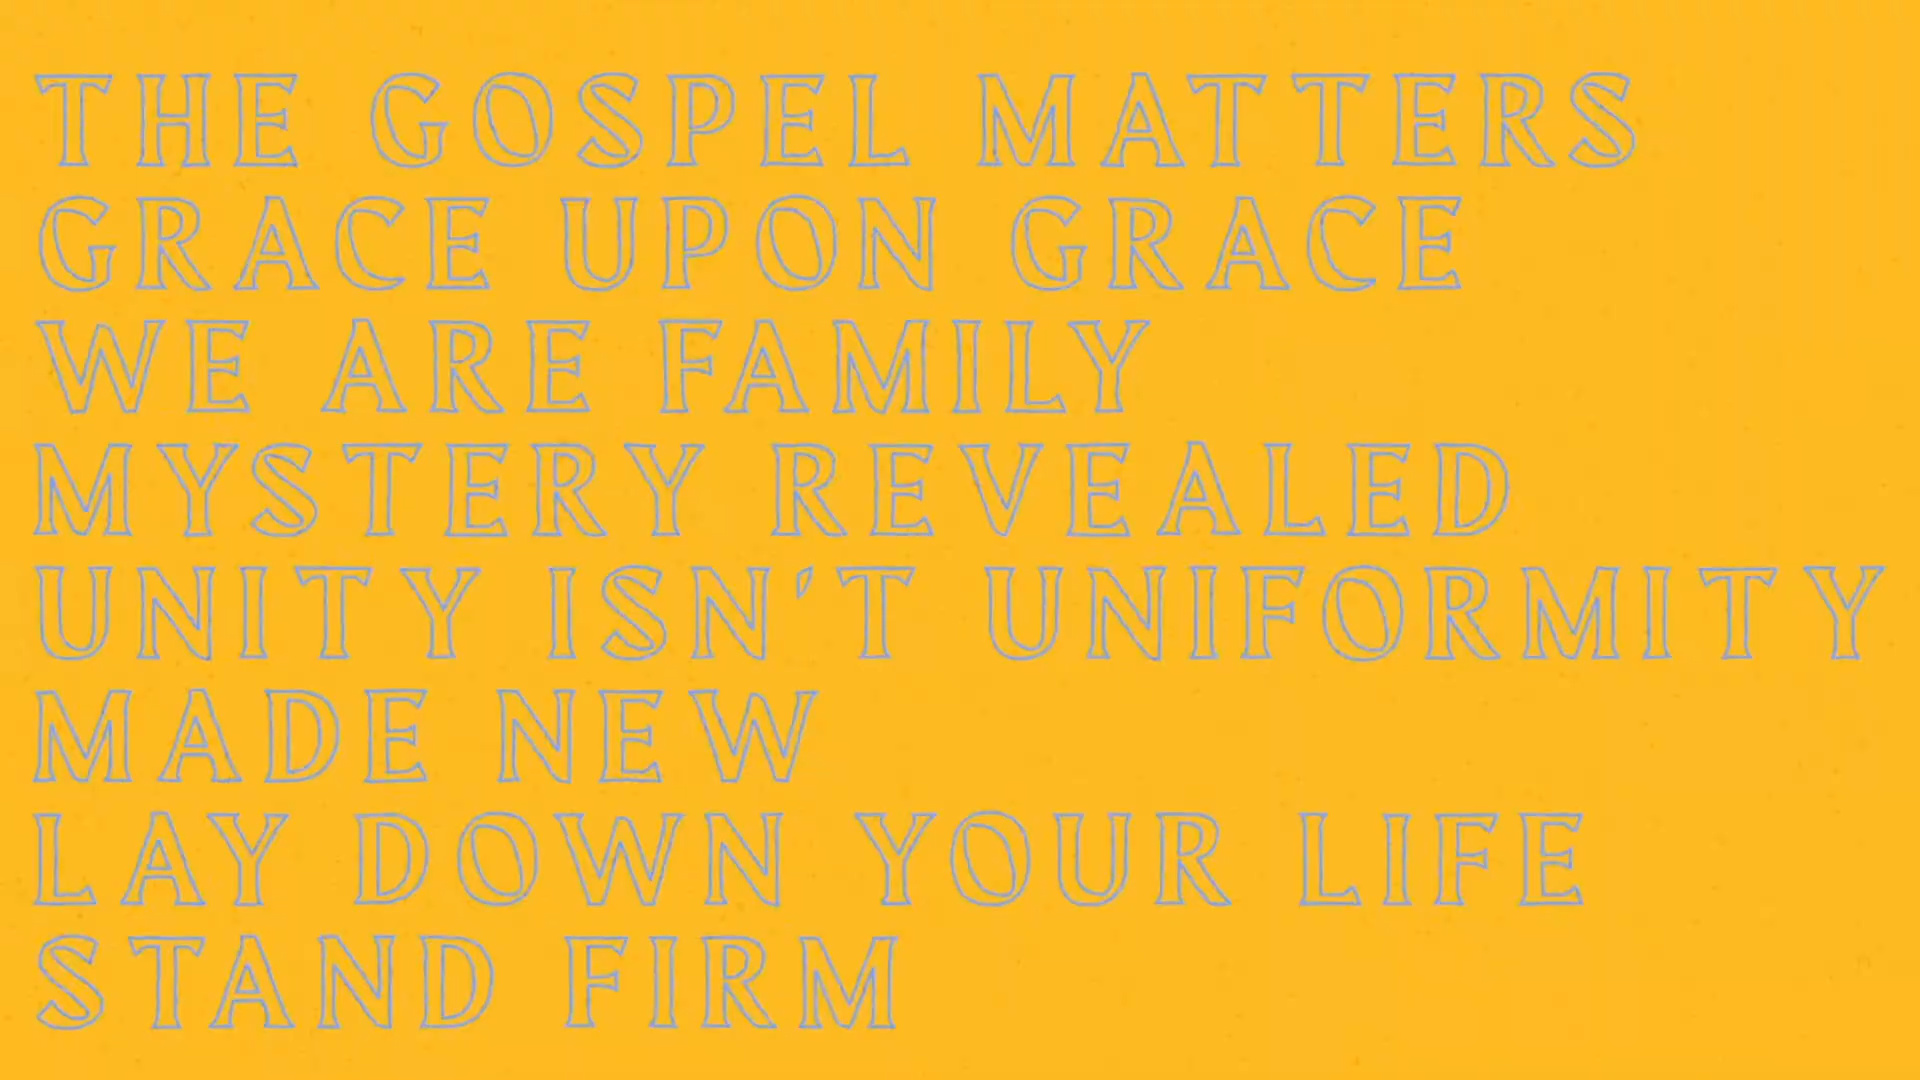 THE GOSPEL MATTERS
GRACE UPON GRACE
WE ARE FAMILY
MYSTERY REVEALED
UNITY ISN'T UNIFORMITY
MADE NEW
LAY DOWN YOUR LIFE
STAND FIRM